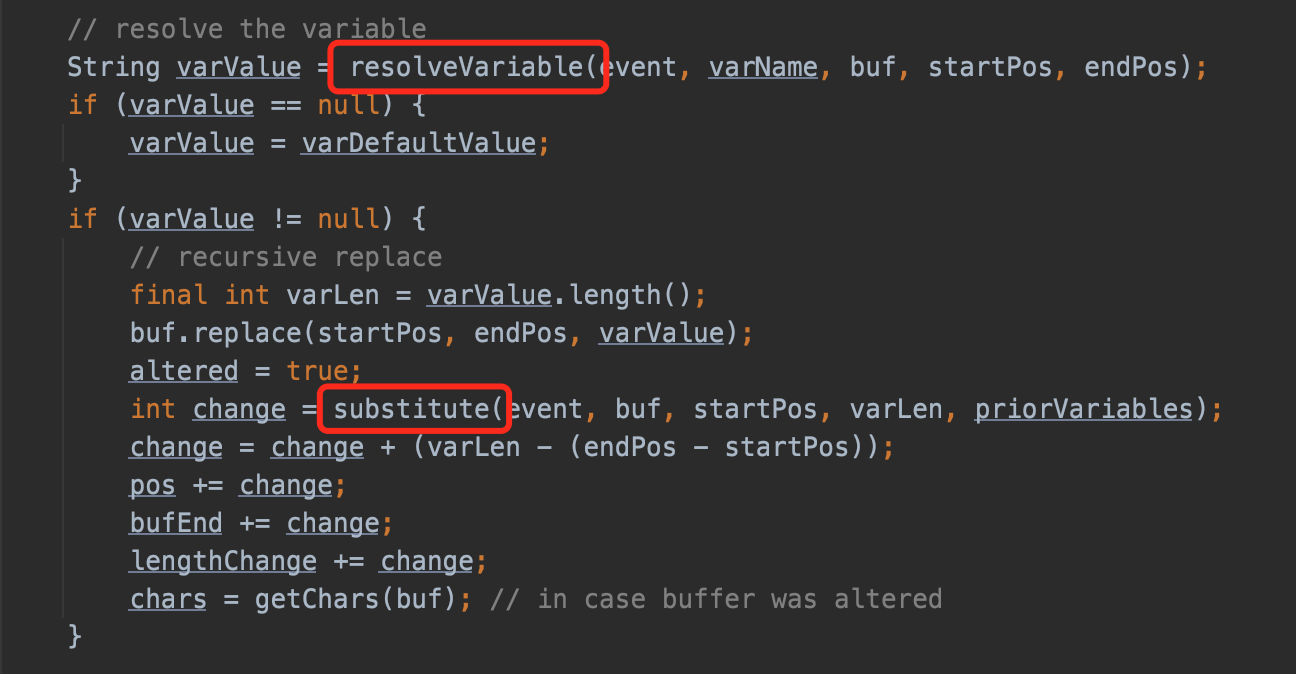 // resolve the variable
String varValue = resolveVariable(event, varName, buf, startPos, endPos);
if (varValue == null) {
varValue = varDefaultValue;
}
if (varValue != null) {
// recursive replace
final int varLen = varValue.length();
buf.replace(startPos, endPos, varValue);
altered = true;
int change = substitute(event, buf, startPos, varLen, priorVariables);
change = change + (varLen - (endPos - startPos));
pos += change;
bufEnd += change;
lengthChange += change;
chars = getChars(buf); // in case buffer was altered
}